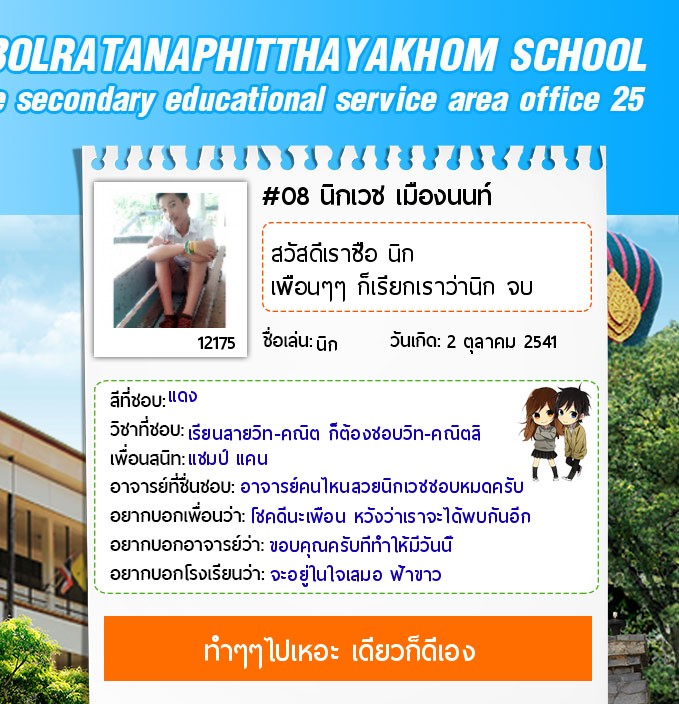 BOLRATANAPHITTHAYAKHOM SCHOOL
e secondary educational service area office 25
#08 นิกเวช เมืองนนท์
สวัสดีเราชื่อ นิก
เพื่อนๆๆ ก็เรียกเราว่านิก จบ
12175
ชื่อเล่น: นิก วันเกิด: 2 ตุลาคม 2541
สีที่ชอบ: แดง
วิชาที่ชอบ: เรียนสายวิท-คณิต ก็ต้องชอบวิท-คณิตสิ
เพื่อนสนิท: แชมป์ แคน
อาจารย์ที่ชื่นชอบ: อาจารย์คนไหนสวยนิกเวชชอบหมดครับ
อยากบอกเพื่อนว่า: โชคดีนะเพื่อน หวังว่าเราจะได้พบกันอีก
อยากบอกอาจารย์ว่า: ขอบคุณครับที่ทำให้มีวันนี้
อยากบอกโรงเรียนว่า: จะอยู่ในใจเสมอ ฟ้าขาว
ทำๆๆไปเหอะ เดียวก็ดีเอง